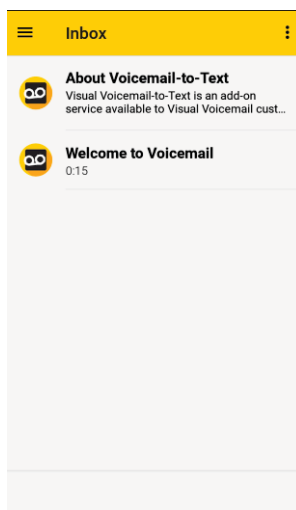 Inbox
About Voicemail-to-Text
Visual Voicemail-to-Text is an add-on
service available to Visual Voicemail cust...
Welcome to Voicemail
0:15